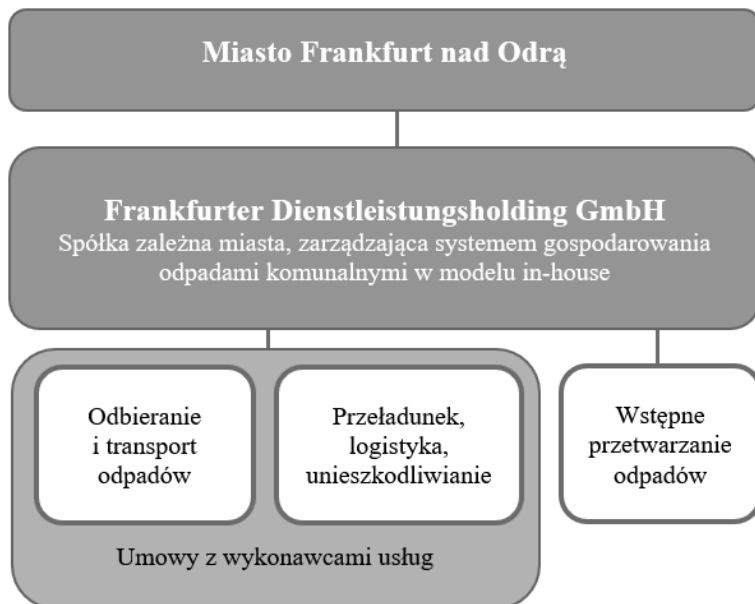 Miasto Frankfurt nad Odrą
Frankfurter Dienstleistungsholding GmbH
Spółka zależna miasta, zarządzająca systemem gospodarowania
odpadami komunalnymi w modelu in-house
Odbieranie
i transport
odpadów
Przeładunek,
logistyka,
unieszkodliwianie
Wstępne
przetwarzanie
odpadów
Umowy z wykonawcami usług